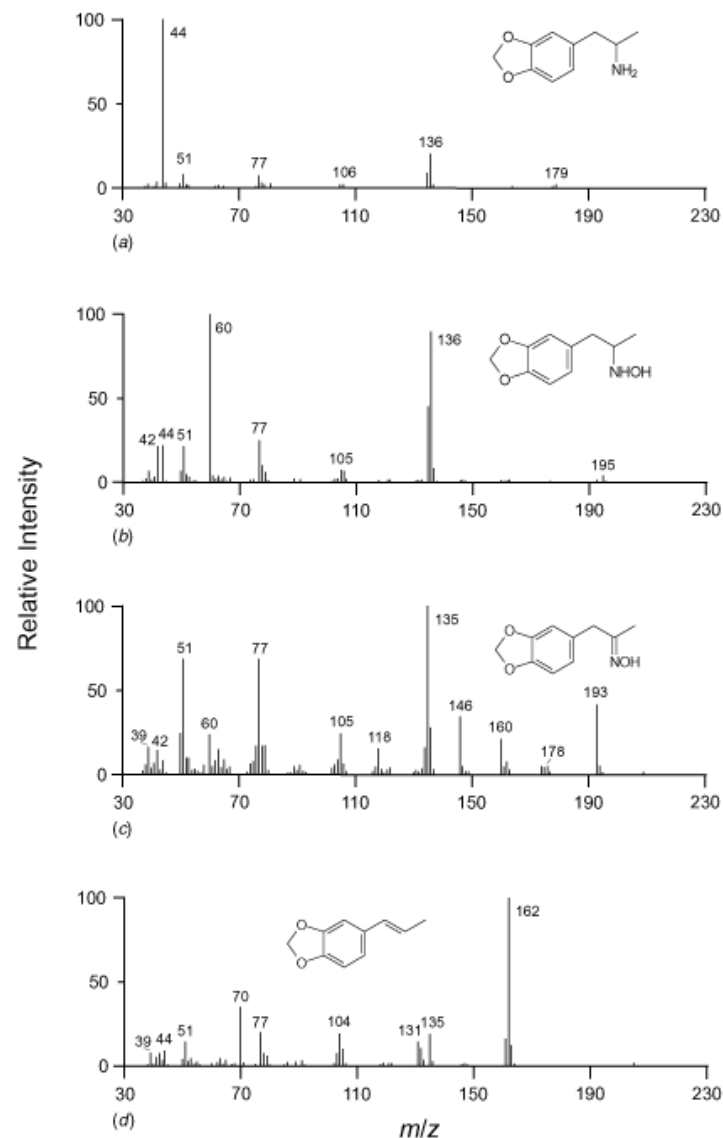 Relative Intensity
100
50
0
44
51
77
106
136
179
O
O
NH2
30 70 110 150 190 230
(a)
100
50
0
42
44
51
60
77
105
136
195
O
O
NHOH
30 70 110 150 190 230
(b)
100
50
0
39
42
51
60
77
105
118
135
146
160
178
193
O
O
NOH
30 70 110 150 190 230
(c)
100
50
0
39
44
51
70
77
104
131
135
162
O
O
30 70 110 150 190 230
(d)
m/z